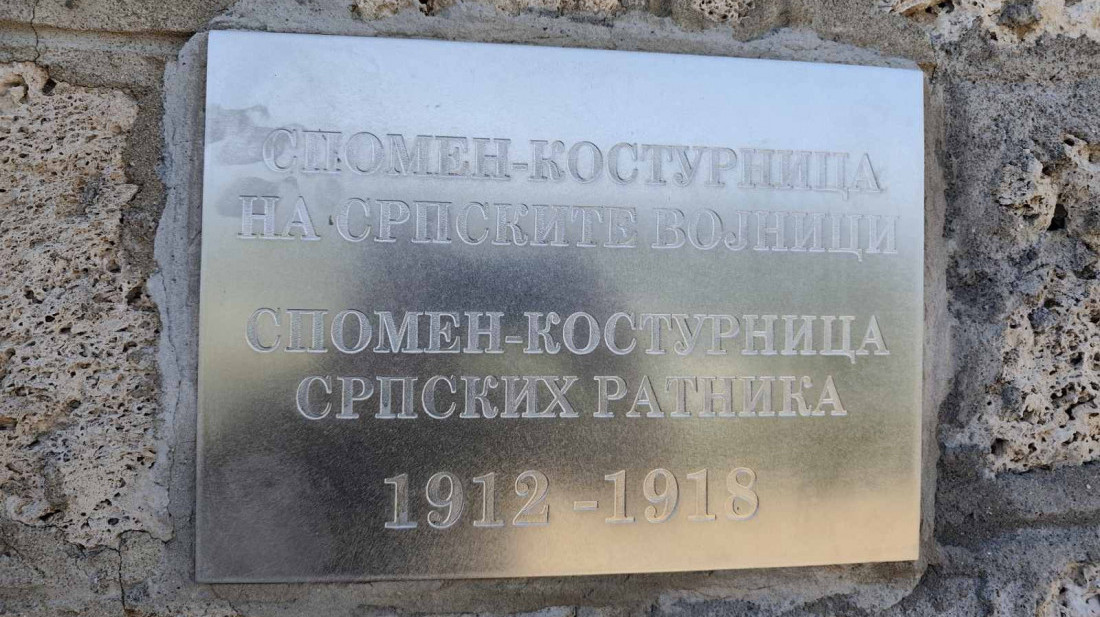 СПОМЕН-КОСТУРНИЦА
НА СРПСКИТЕ ВОЈНИЦИ
СПОМЕН-КОСТУРНИЦА
СРПСКИХ РАТНИКА
1912 -1918